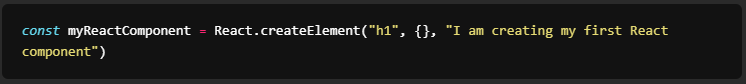 const myReactComponent = React.createElement("h1", {}, "I am creating my first React
component")